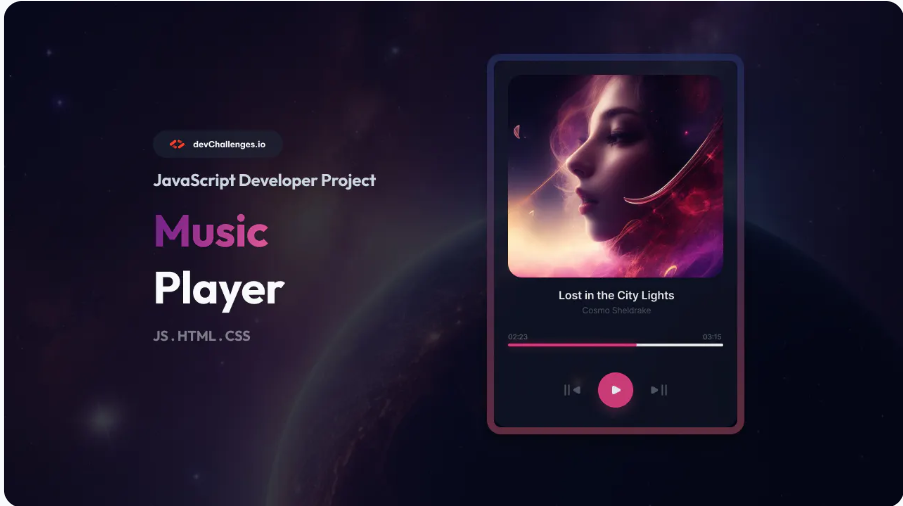 devChallenges.io
JavaScript Developer Project
Music
Player
JS . HTML . CSS
Lost in the City Lights
Cosmo Sheldrake
02:23
03:15